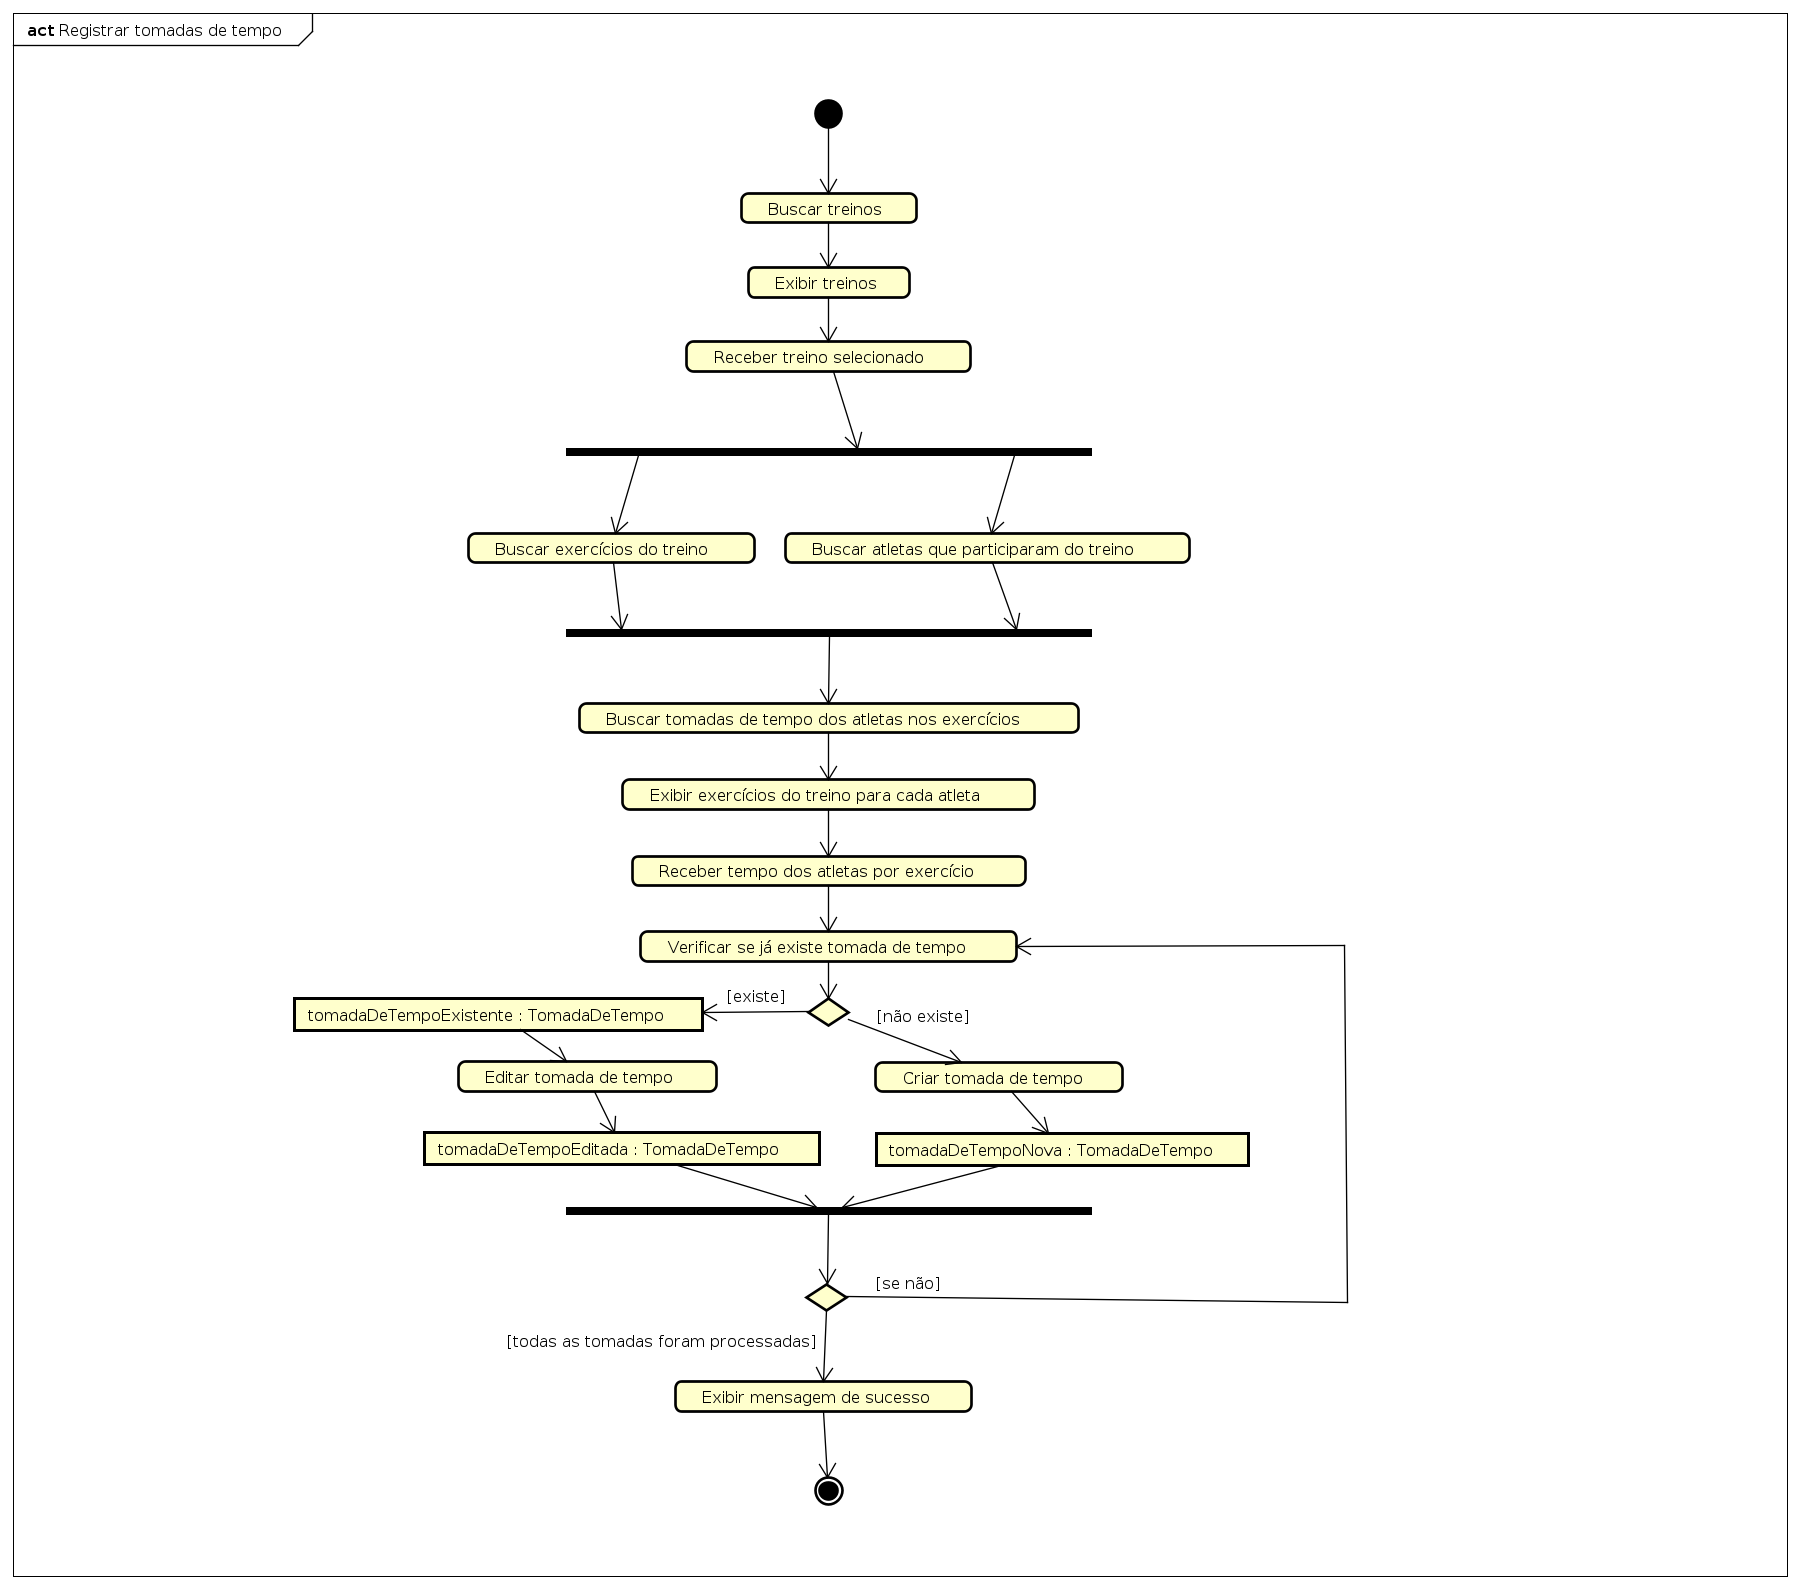 act Registrar tomadas de tempo
Buscar treinos
Exibir treinos
Receber treino selecionado
Buscar exercícios do treino
Buscar atletas que participaram do treino
Buscar tomadas de tempo dos atletas nos exercícios
Exibir exercícios do treino para cada atleta
Receber tempo dos atletas por exercício
Verificar se já existe tomada de tempo
[existe]
[não existe]
tomadaDeTempoExistente : TomadaDeTempo
Editar tomada de tempo
Criar tomada de tempo
tomadaDeTempoEditada : TomadaDeTempo
tomadaDeTempoNova : TomadaDeTempo
[se não]
[todas as tomadas foram processadas]
Exibir mensagem de sucesso